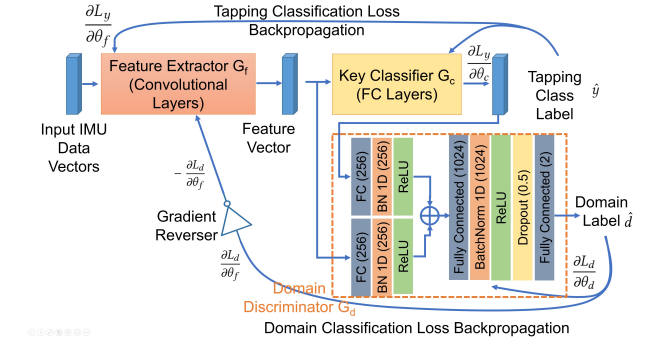 ∂L_y
∂θ_f
Tapping Classification Loss
Backpropagation
Feature Extractor G_f
(Convolutional
Layers)
Key Classifier G_c
(FC Layers)
∂L_y
∂θ_c
Tapping
Class
Label
ŷ
Input IMU
Data
Vectors
Feature
Vector
FC (256)
BN 1D (256)
ReLU
FC (256)
BN 1D (256)
ReLU
Fully Connected (1024)
BatchNorm 1D (1024)
ReLU
Dropout (0.5)
Fully Connected (2)
Domain
Label d̂
− ∂L_d
∂θ_f
Gradient
Reverser
∂L_d
∂θ_f
∂L_d
∂θ_d
Domain
Discriminator G_d
Domain Classification Loss Backpropagation